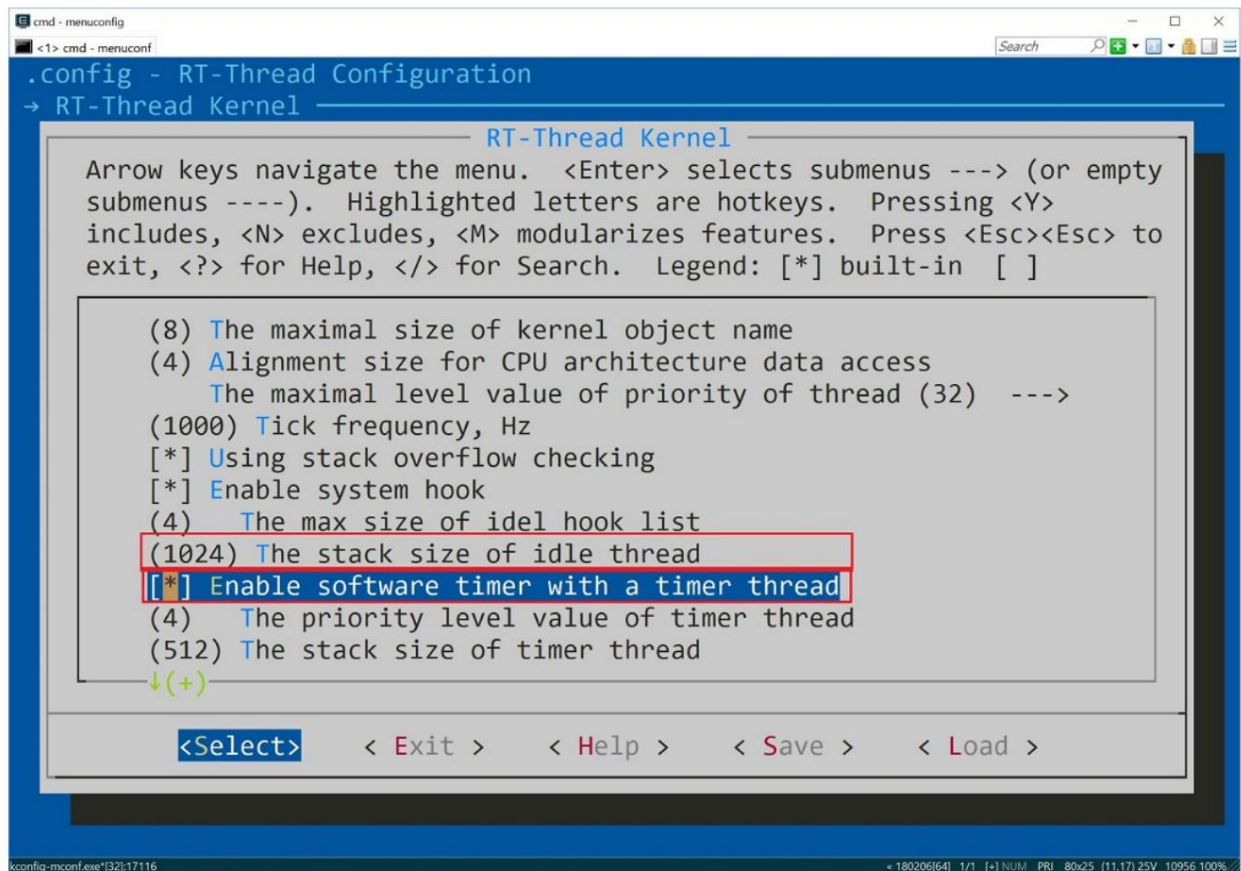 cmd - menuconfig
<1> cmd - menuconf
Search
.config - RT-Thread Configuration
→ RT-Thread Kernel
RT-Thread Kernel
Arrow keys navigate the menu.  <Enter> selects submenus ---> (or empty
submenus ----).  Highlighted letters are hotkeys.  Pressing <Y>
includes, <N> excludes, <M> modularizes features.  Press <Esc><Esc> to
exit, <?> for Help, </> for Search.  Legend: [*] built-in  [ ]
(8) The maximal size of kernel object name
(4) Alignment size for CPU architecture data access
The maximal level value of priority of thread (32)  --->
(1000) Tick frequency, Hz
[*] Using stack overflow checking
[*] Enable system hook
(4)   The max size of idel hook list
(1024) The stack size of idle thread
[*] Enable software timer with a timer thread
(4)   The priority level value of timer thread
(512) The stack size of timer thread
↓(+)
<Select>    < Exit >    < Help >    < Save >    < Load >
kconfig-mconf.exe*[32]:17116
« 180206[64]  1/1  [+] NUM  PRI  80x25  (11,17) 25V  10956 100%